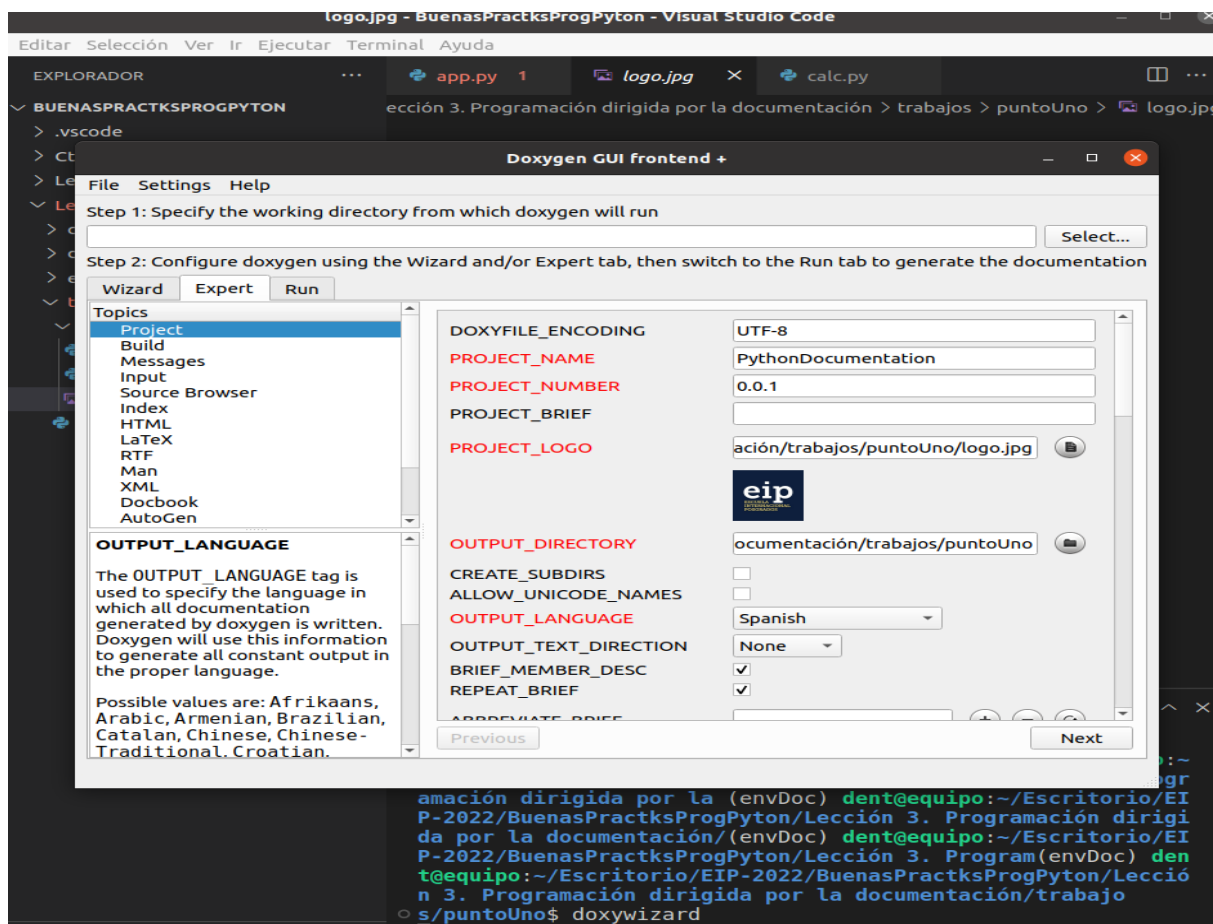 logo.jpg - BuenasPractksProgPyton - Visual Studio Code
Editar Selección Ver Ir Ejecutar Terminal Ayuda
EXPLORADOR ···
app.py 1 logo.jpg calc.py ···
BUENASPRACTKSPROGPYTON
ección 3. Programación dirigida por la documentación > trabajos > puntoUno > logo.jpg
> .vscode
> Ct
> Le
Le
> c
> c
> e
t
Doxygen GUI frontend +
File Settings Help
Step 1: Specify the working directory from which doxygen will run
Select...
Step 2: Configure doxygen using the Wizard and/or Expert tab, then switch to the Run tab to generate the documentation
Wizard Expert Run
Topics
Project
Build
Messages
Input
Source Browser
Index
HTML
LaTeX
RTF
Man
XML
Docbook
AutoGen
OUTPUT_LANGUAGE
The OUTPUT_LANGUAGE tag is
used to specify the language in
which all documentation
generated by doxygen is written.
Doxygen will use this information
to generate all constant output in
the proper language.
Possible values are: Afrikaans,
Arabic, Armenian, Brazilian,
Catalan, Chinese, Chinese-
Traditional, Croatian,
DOXYFILE_ENCODING UTF-8
PROJECT_NAME PythonDocumentation
PROJECT_NUMBER 0.0.1
PROJECT_BRIEF
PROJECT_LOGO ación/trabajos/puntoUno/logo.jpg
eip
ESCUELA
INTERNACIONAL
POSGRADOS
OUTPUT_DIRECTORY ocumentación/trabajos/puntoUno
CREATE_SUBDIRS
ALLOW_UNICODE_NAMES
OUTPUT_LANGUAGE Spanish
OUTPUT_TEXT_DIRECTION None
BRIEF_MEMBER_DESC
REPEAT_BRIEF
ABBREVIATE_BRIEF
Previous Next
:~
ogr
amación dirigida por la (envDoc) dent@equipo:~/Escritorio/EI
P-2022/BuenasPractksProgPyton/Lección 3. Programación dirigi
da por la documentación/(envDoc) dent@equipo:~/Escritorio/EI
P-2022/BuenasPractksProgPyton/Lección 3. Program(envDoc) den
t@equipo:~/Escritorio/EIP-2022/BuenasPractksProgPyton/Lecció
n 3. Programación dirigida por la documentación/trabajo
s/puntoUno$ doxywizard